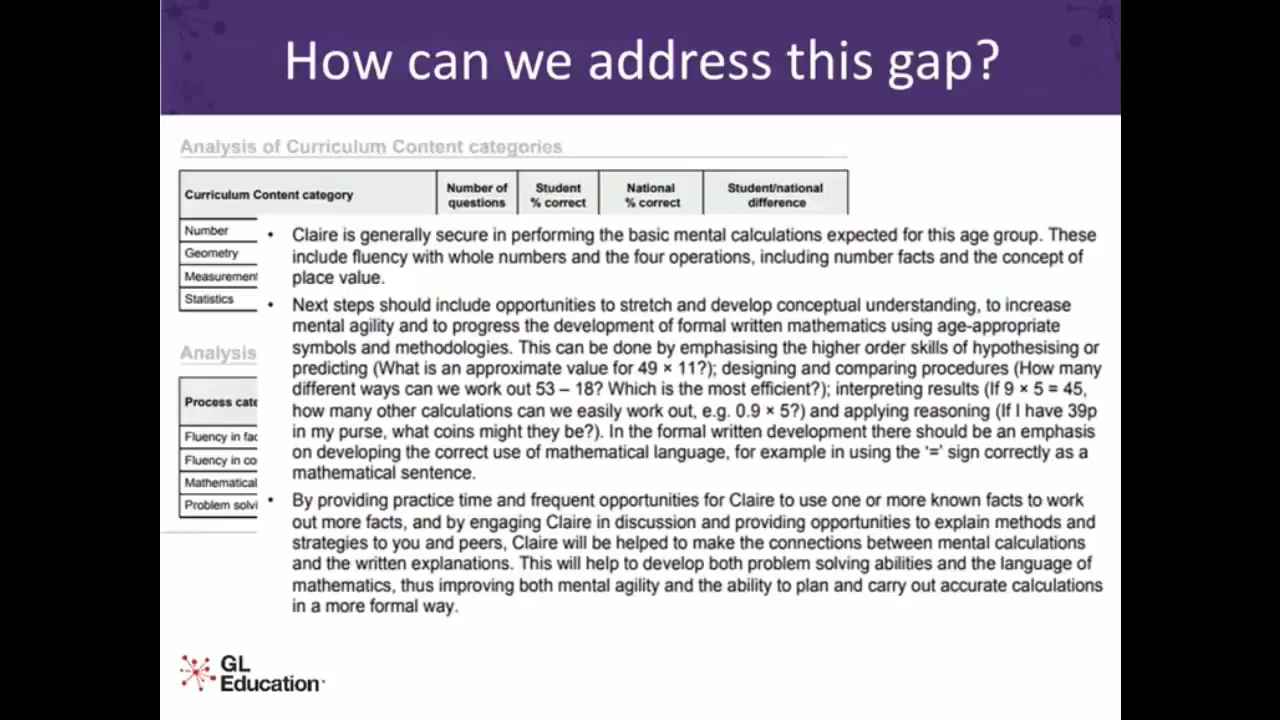 How can we address this gap?
Analysis of Curriculum Content categories
Curriculum Content category
Number of
questions
Student
% correct
National
% correct
Student/national
difference
Number
Geometry
Measurement
Statistics
• Claire is generally secure in performing the basic mental calculations expected for this age group. These
include fluency with whole numbers and the four operations, including number facts and the concept of
place value.
• Next steps should include opportunities to stretch and develop conceptual understanding, to increase
mental agility and to progress the development of formal written mathematics using age-appropriate
symbols and methodologies. This can be done by emphasising the higher order skills of hypothesising or
predicting (What is an approximate value for 49 × 11?); designing and comparing procedures (How many
different ways can we work out 53 – 18? Which is the most efficient?); interpreting results (If 9 × 5 = 45,
how many other calculations can we easily work out, e.g. 0.9 × 5?) and applying reasoning (If I have 39p
in my purse, what coins might they be?). In the formal written development there should be an emphasis
on developing the correct use of mathematical language, for example in using the ‘=’ sign correctly as a
mathematical sentence.
• By providing practice time and frequent opportunities for Claire to use one or more known facts to work
out more facts, and by engaging Claire in discussion and providing opportunities to explain methods and
strategies to you and peers, Claire will be helped to make the connections between mental calculations
and the written explanations. This will help to develop both problem solving abilities and the language of
mathematics, thus improving both mental agility and the ability to plan and carry out accurate calculations
in a more formal way.
Analysis
Process cate
Fluency in fac
Fluency in co
Mathematical
Problem solvi
GL
Education